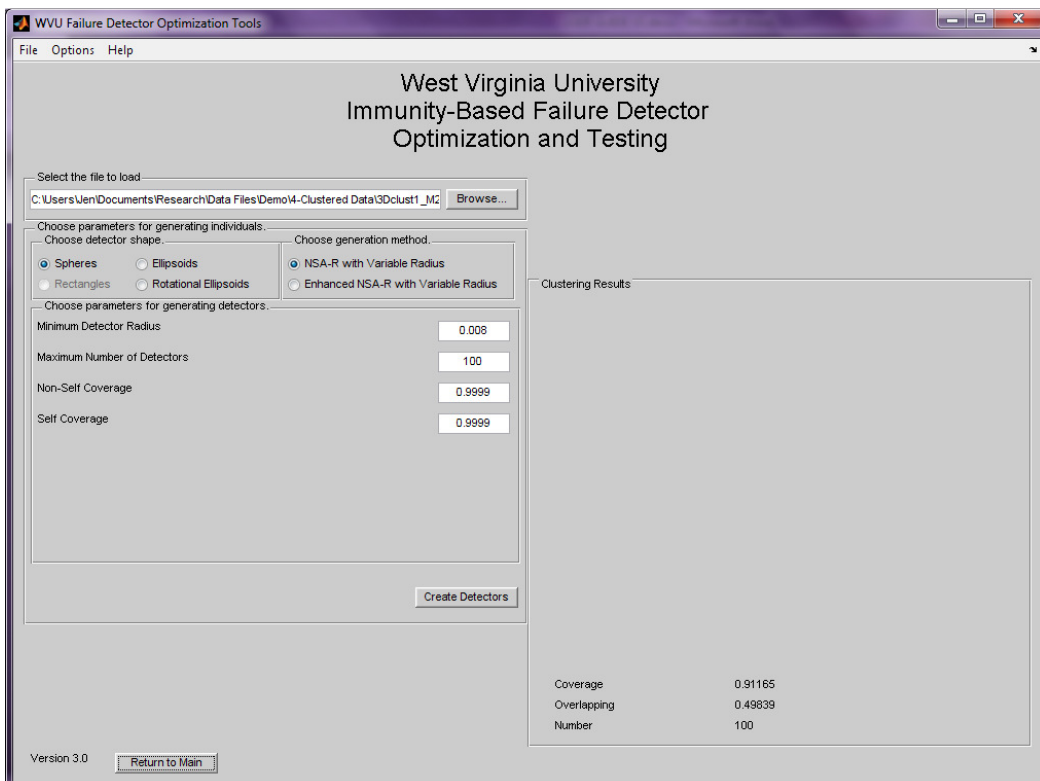 WVU Failure Detector Optimization Tools
File Options Help
West Virginia University
Immunity-Based Failure Detector
Optimization and Testing
Select the file to load
C:\Users\Jen\Documents\Research\Data Files\Demo\4-Clustered Data\3Dclust1_M2 Browse...
Choose parameters for generating individuals.
Choose detector shape. Choose generation method.
Spheres Ellipsoids NSA-R with Variable Radius
Rectangles Rotational Ellipsoids Enhanced NSA-R with Variable Radius
Choose parameters for generating detectors.
Minimum Detector Radius 0.008
Maximum Number of Detectors 100
Non-Self Coverage 0.9999
Self Coverage 0.9999
Create Detectors
Clustering Results
Coverage 0.91165
Overlapping 0.49839
Number 100
Version 3.0 Return to Main